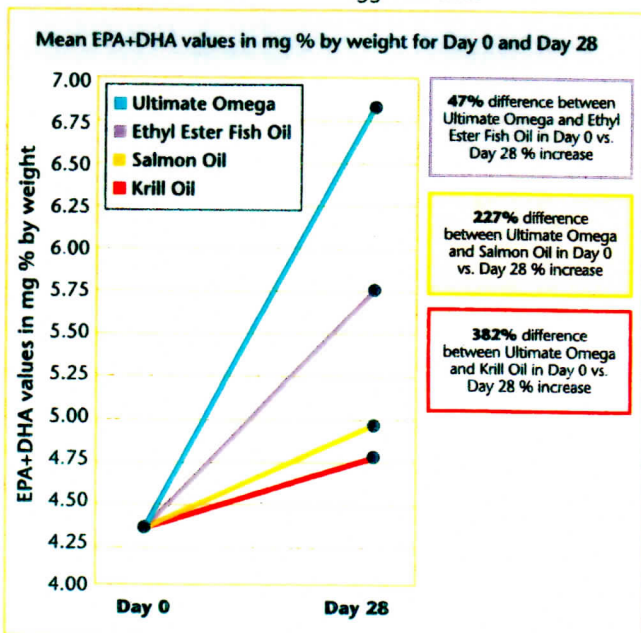 Mean EPA+DHA values in mg % by weight for Day 0 and Day 28
7.00
6.75
6.50
6.25
6.00
5.75
5.50
5.25
5.00
4.75
4.50
4.25
4.00
EPA+DHA values in mg % by weight
Ultimate Omega
Ethyl Ester Fish Oil
Salmon Oil
Krill Oil
Day 0
Day 28
47% difference between
Ultimate Omega and Ethyl
Ester Fish Oil in Day 0 vs.
Day 28 % increase
227% difference
between Ultimate Omega
and Salmon Oil in Day 0
vs. Day 28 % increase
382% difference
between Ultimate Omega
and Krill Oil in Day 0 vs.
Day 28 % increase